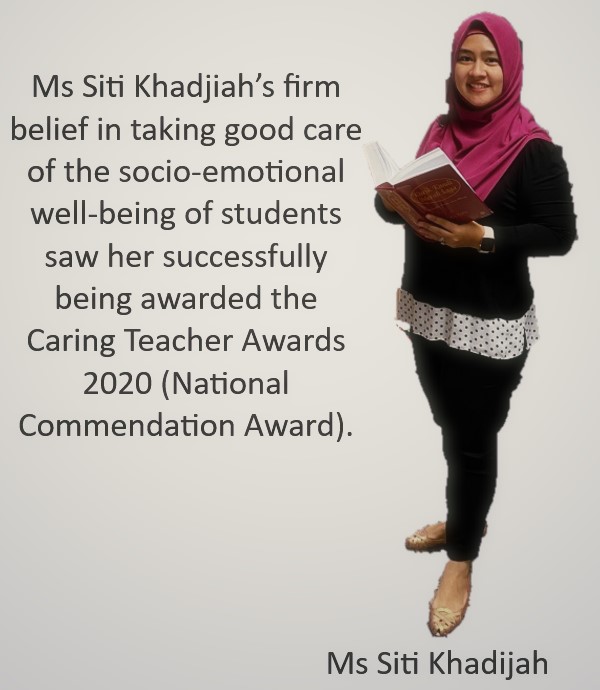 Ms Siti Khadjiah’s firm
belief in taking good care
of the socio-emotional
well-being of students
saw her successfully
being awarded the
Caring Teacher Awards
2020 (National
Commendation Award).
Ms Siti Khadijah